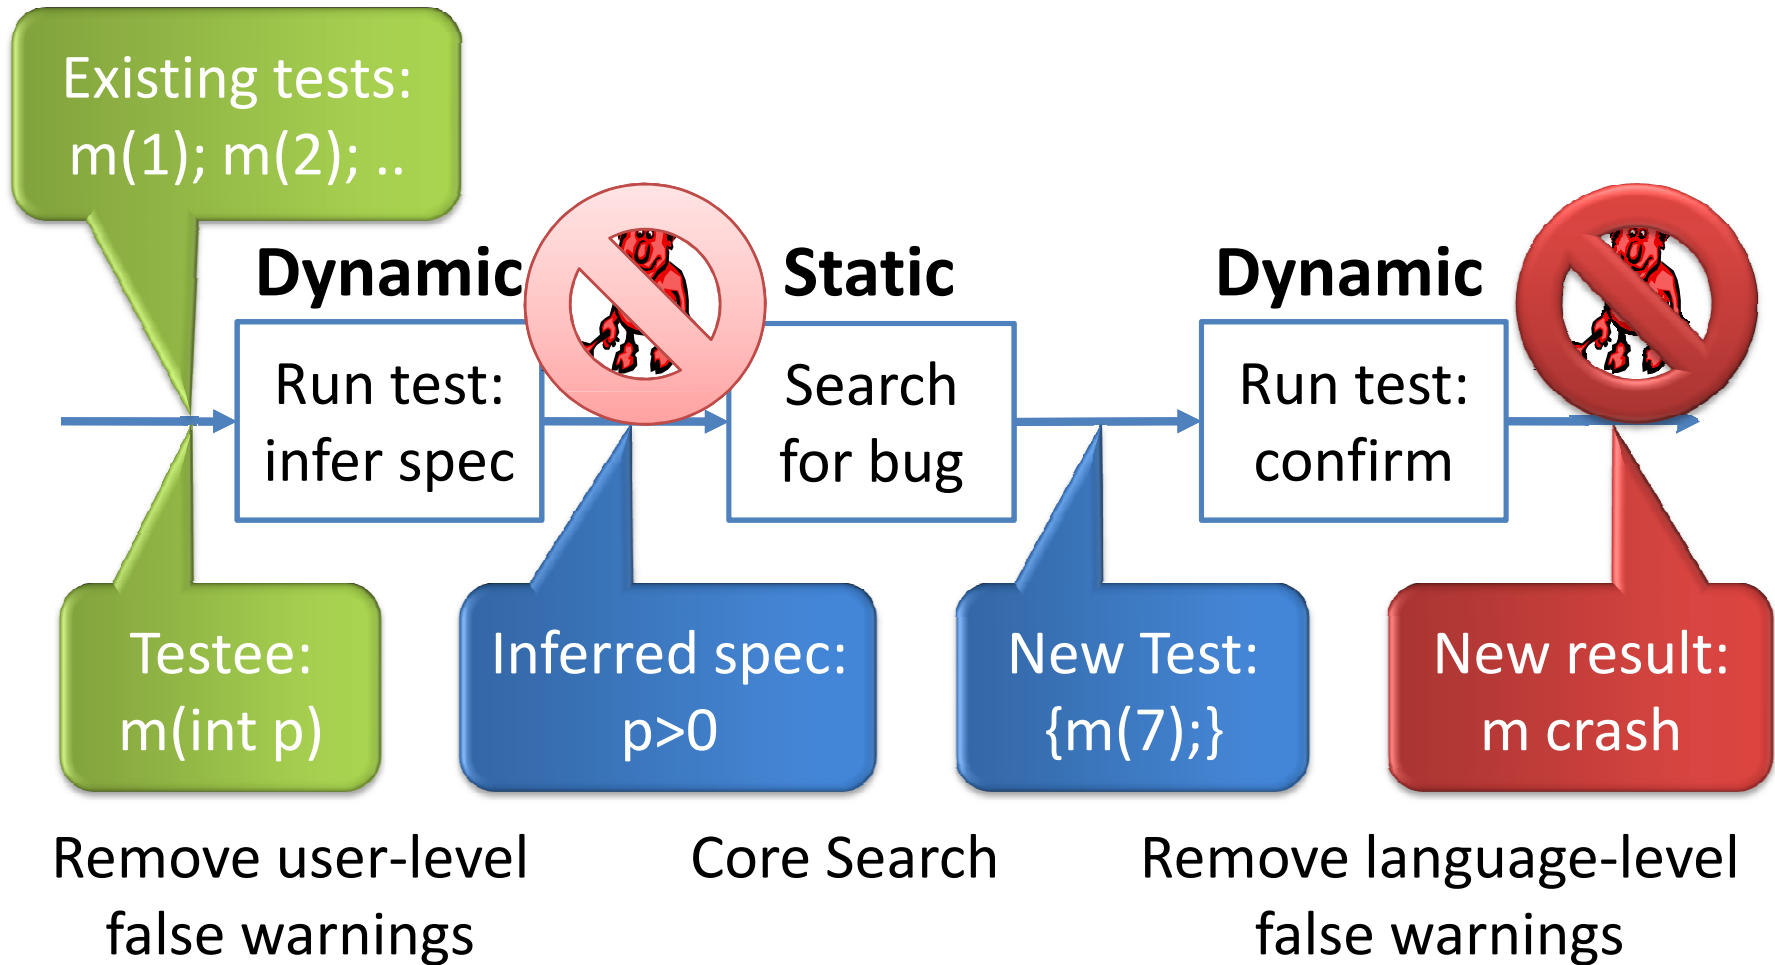 Existing tests:
m(1); m(2); ..
Dynamic
Static
Dynamic
Run test:
infer spec
Search
for bug
Run test:
confirm
Testee:
m(int p)
Inferred spec:
p>0
New Test:
{m(7);}
New result:
m crash
Remove user-level
false warnings
Core Search
Remove language-level
false warnings